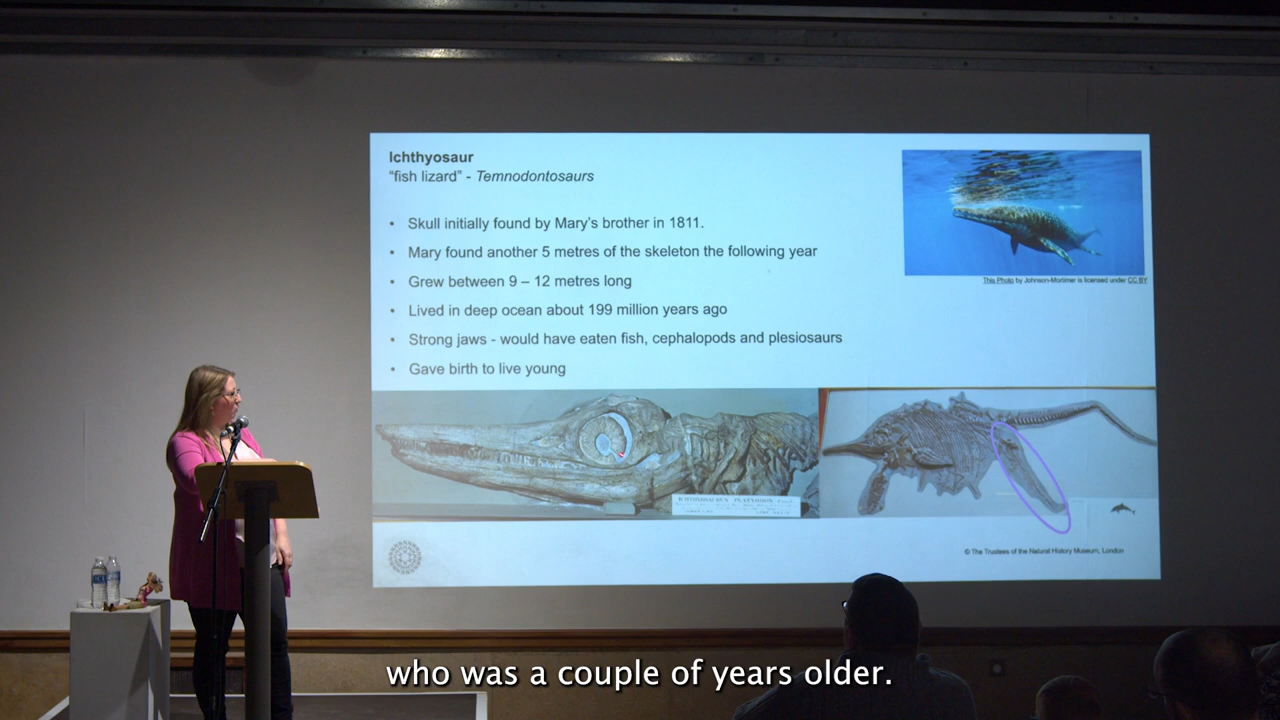 Ichthyosaur
“fish lizard” - Temnodontosaurs
• Skull initially found by Mary’s brother in 1811.
• Mary found another 5 metres of the skeleton the following year
• Grew between 9 – 12 metres long
• Lived in deep ocean about 199 million years ago
• Strong jaws - would have eaten fish, cephalopods and plesiosaurs
• Gave birth to live young
This Photo by Johnson-Mortimer is licensed under CC BY
ICHTHYOSAURUS PLATYODON
© The Trustees of the Natural History Museum, London
who was a couple of years older.